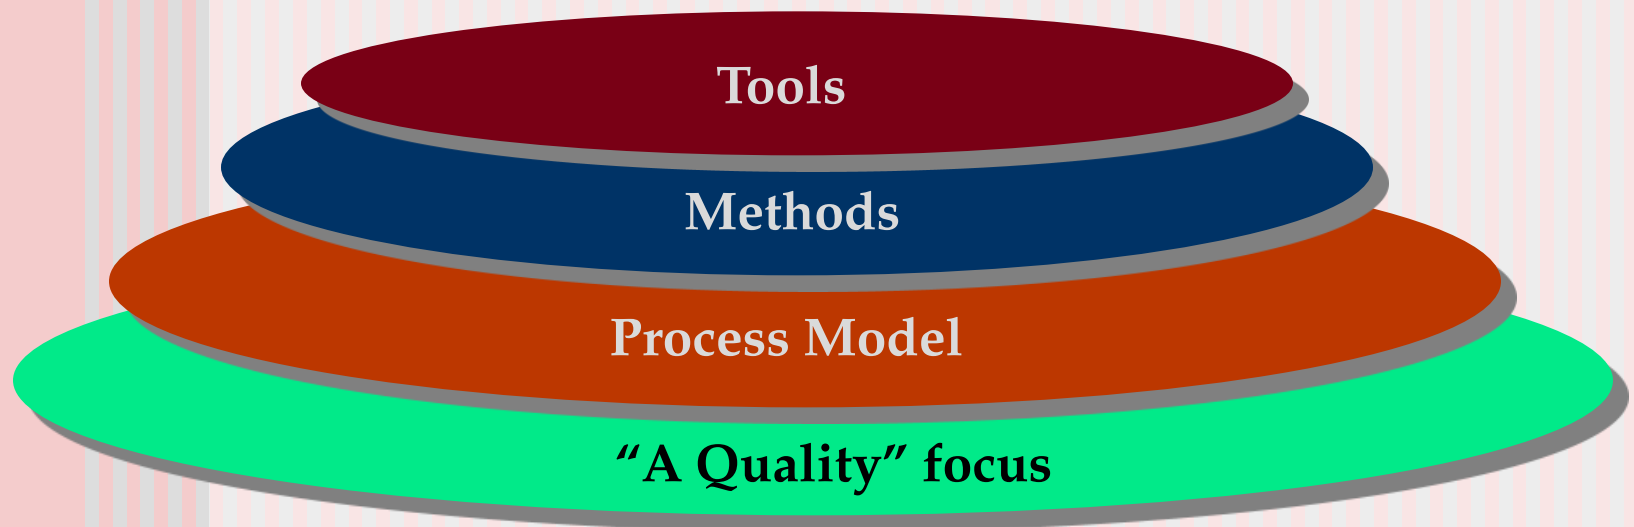 Tools
Methods
Process Model
“A Quality” focus